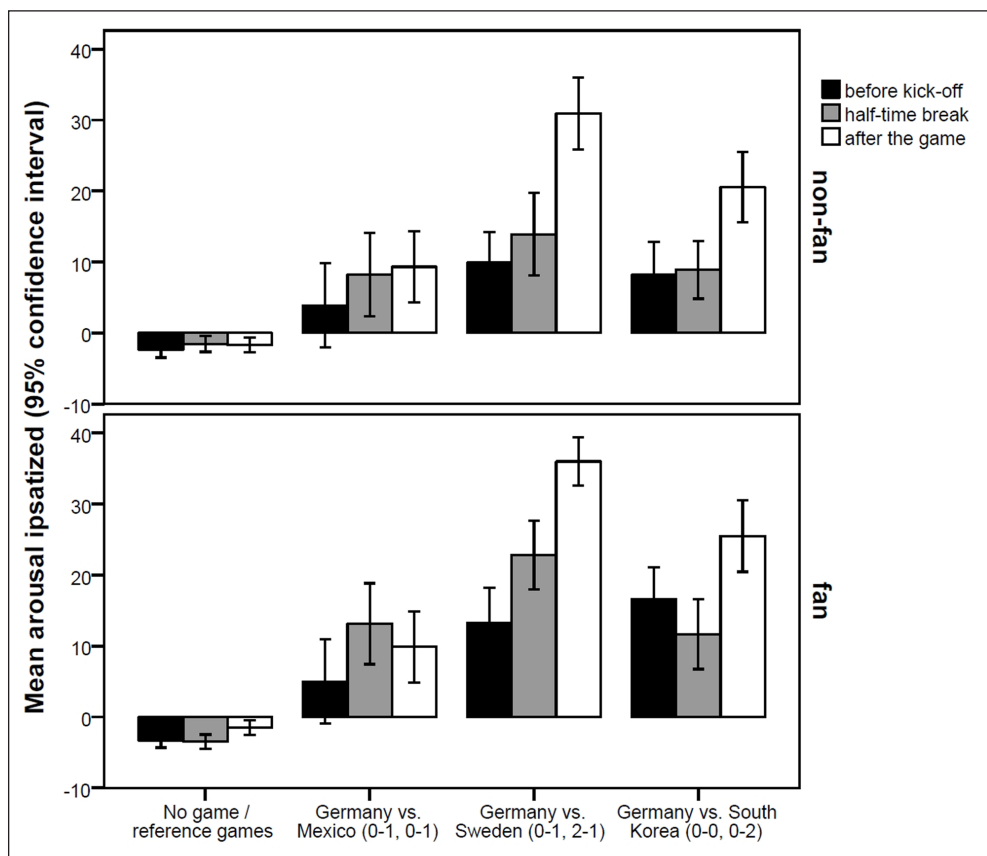 Mean arousal ipsatized (95% confidence interval)
40
30
20
10
0
-10
non-fan
before kick-off
half-time break
after the game
40
30
20
10
0
-10
fan
No game /
reference games
Germany vs.
Mexico (0-1, 0-1)
Germany vs.
Sweden (0-1, 2-1)
Germany vs. South
Korea (0-0, 0-2)